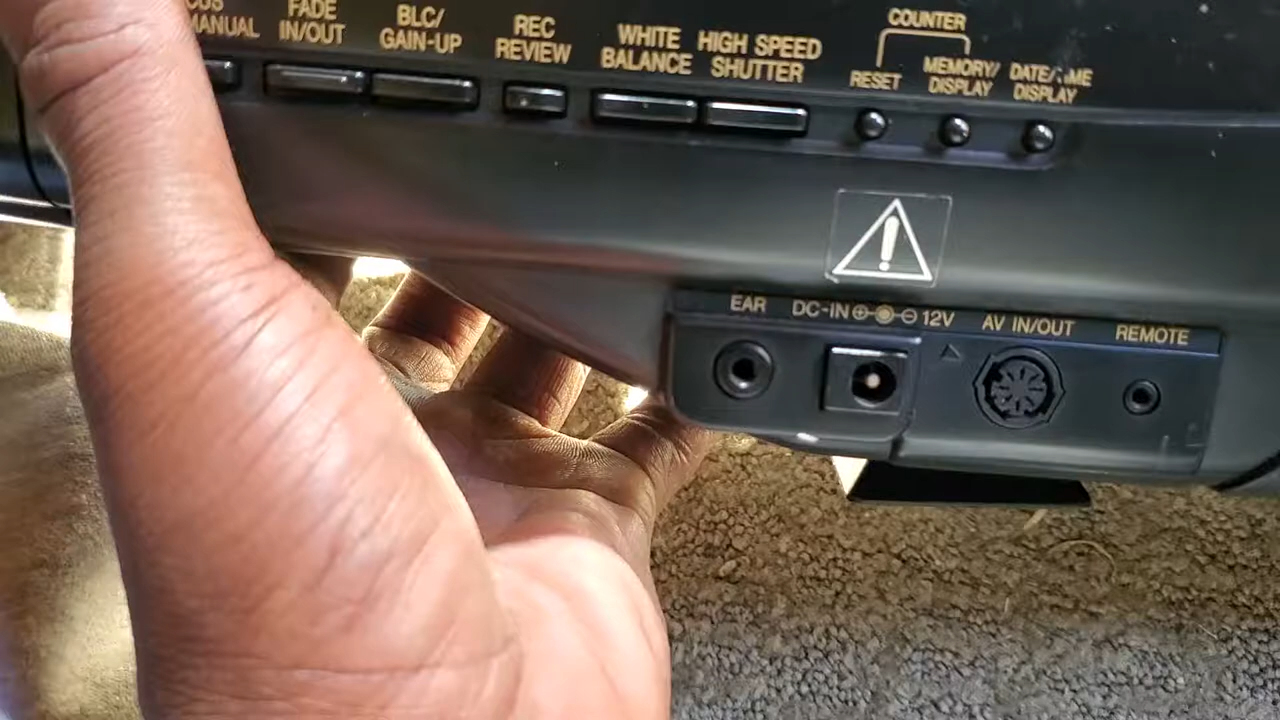 MANUAL
FADE
IN/OUT
BLC/
GAIN-UP
REC
REVIEW
WHITE
BALANCE
HIGH SPEED
SHUTTER
COUNTER
RESET
MEMORY/
DISPLAY
DISPLAY
EAR
DC-IN ⊕-◉-⊖ 12V
AV IN/OUT
REMOTE